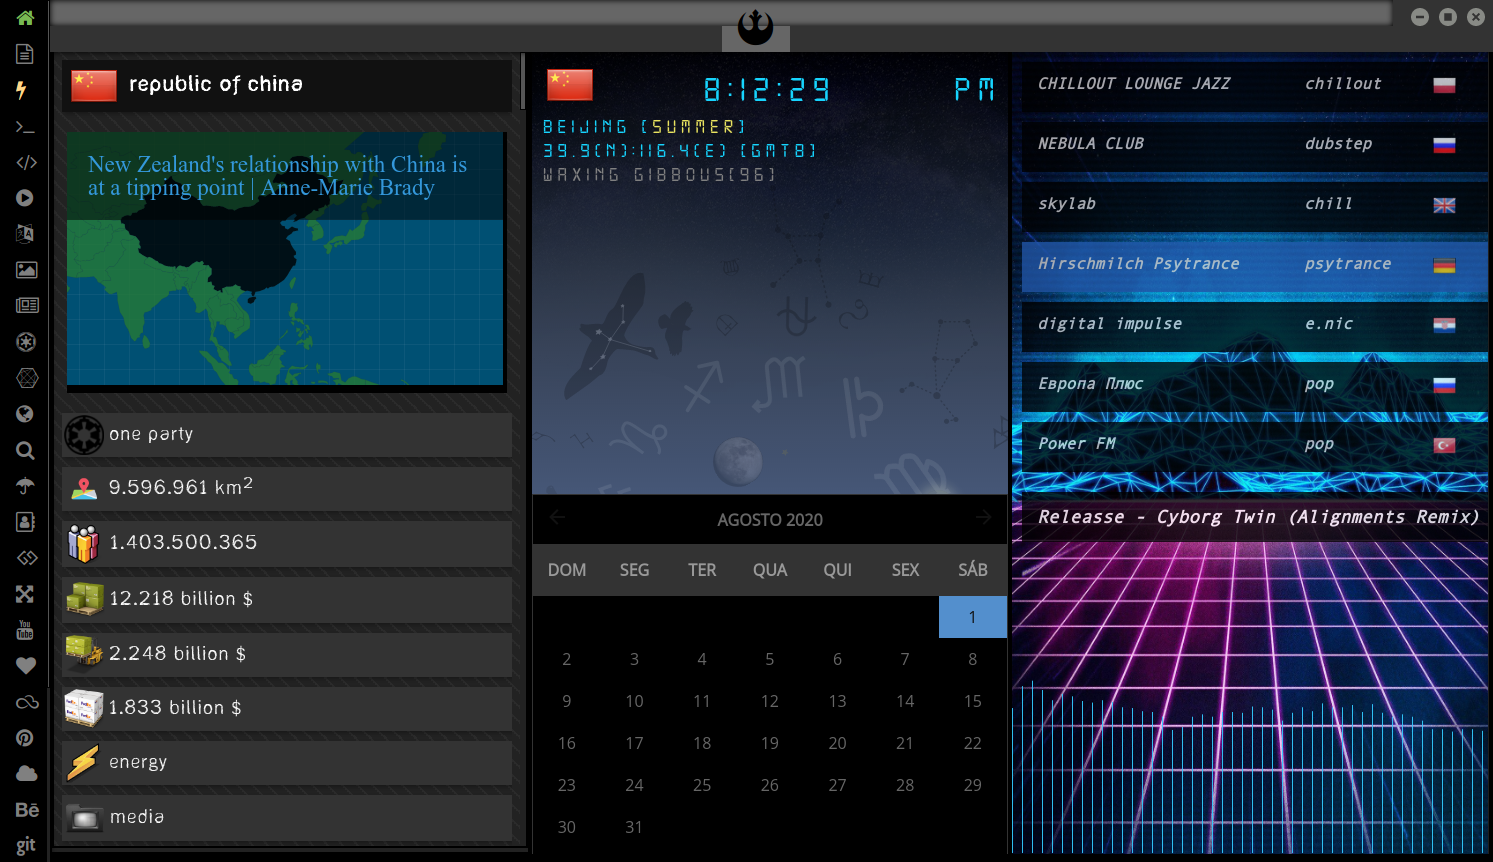 republic of china
New Zealand's relationship with China is
at a tipping point | Anne-Marie Brady
one party
9.596.961 km2
1.403.500.365
12.218 billion $
2.248 billion $
1.833 billion $
energy
media
You
Tube
Bē
git
8:12:29 PM
BEIJING [SUMMER]
39.9(N):116.4(E) [GMT8]
WAXING GIBBOUS[96]
AGOSTO 2020
DOM SEG TER QUA QUI SEX SÁB
1
2 3 4 5 6 7 8
9 10 11 12 13 14 15
16 17 18 19 20 21 22
23 24 25 26 27 28 29
30 31
CHILLOUT LOUNGE JAZZ chillout
NEBULA CLUB dubstep
skylab chill
Hirschmilch Psytrance psytrance
digital impulse e.nic
Европа Плюс pop
Power FM pop
Releasse - Cyborg Twin (Alignments Remix)